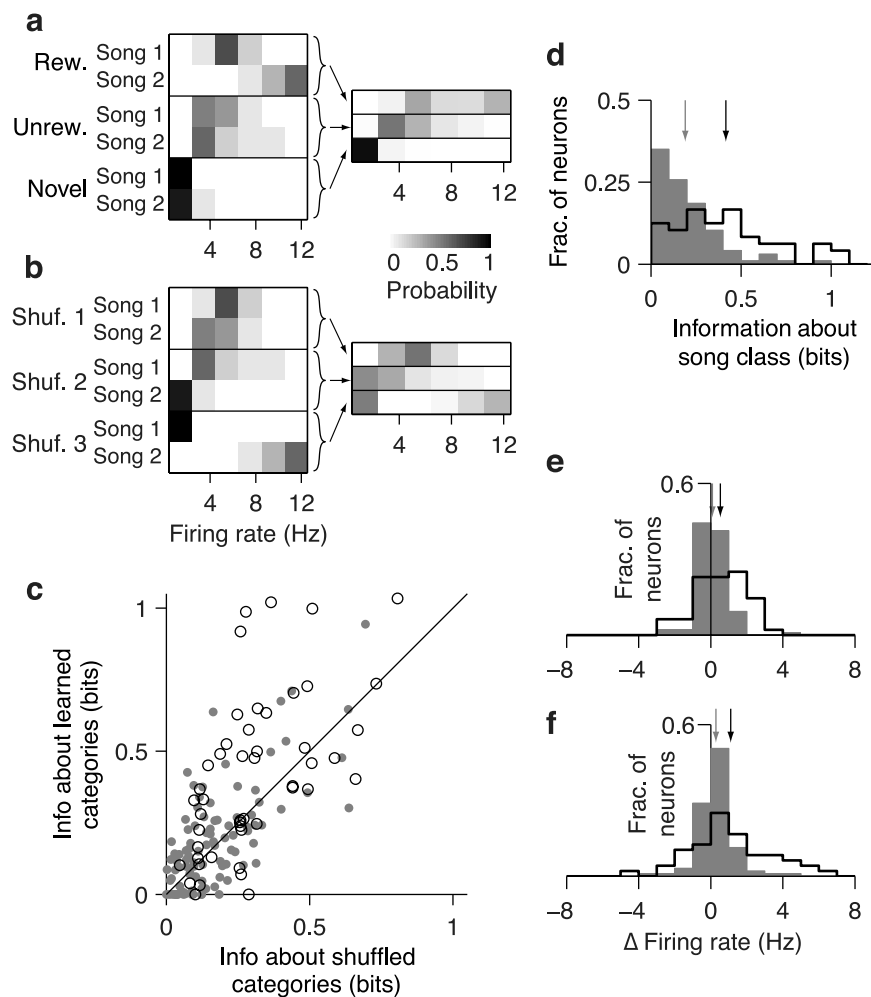 a
Rew.
Song 1
Song 2
Unrew.
Song 1
Song 2
Novel
Song 1
Song 2
4 8 12
4 8 12
0 0.5 1
Probability
b
Shuf. 1
Song 1
Song 2
Shuf. 2
Song 1
Song 2
Shuf. 3
Song 1
Song 2
4 8 12
4 8 12
Firing rate (Hz)
c
Info about learned
categories (bits)
1
0.5
0
0 0.5 1
Info about shuffled
categories (bits)
d
Frac. of neurons
0.5
0.25
0
0 0.5 1
Information about
song class (bits)
e
0.6
Frac. of
neurons
−8 −4 0 4 8
f
0.6
Frac. of
neurons
−8 −4 0 4 8
Δ Firing rate (Hz)